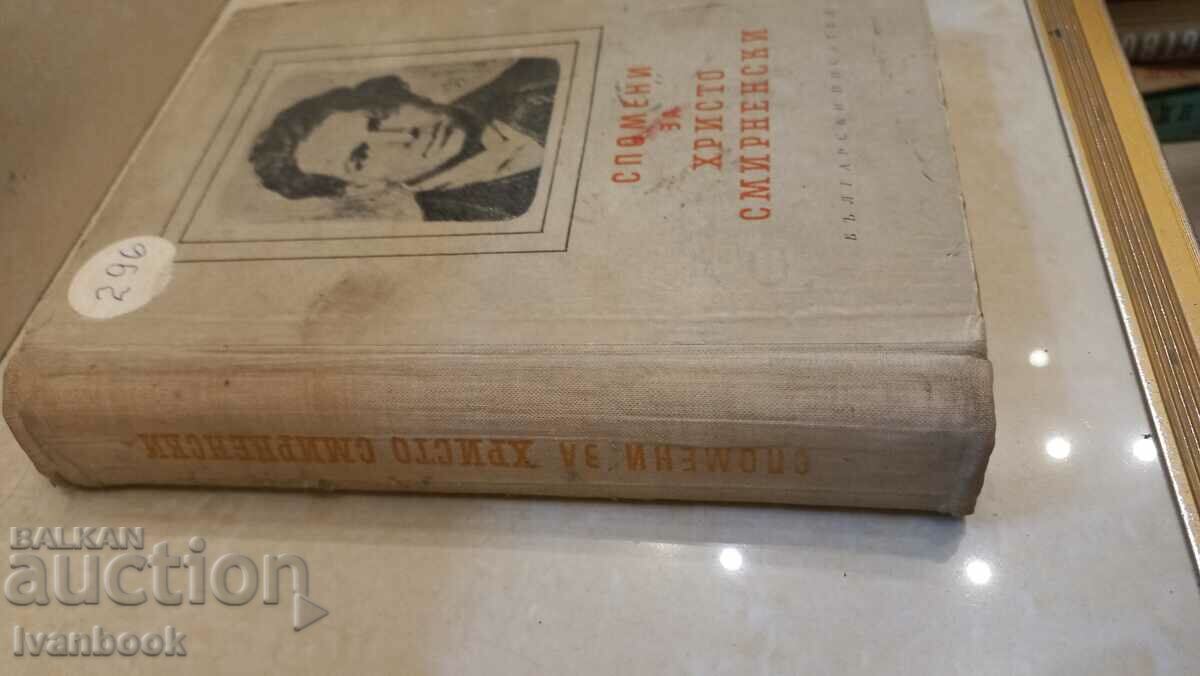 СПОМЕНИ
ЗА
ХРИСТО
СМИРНЕНСКИ
БЪЛГАРСКИ ПИСАТЕЛ
296
СПОМЕНИ ЗА ХРИСТО СМИРНЕНСКИ
BALKAN
auction
Ivanbook